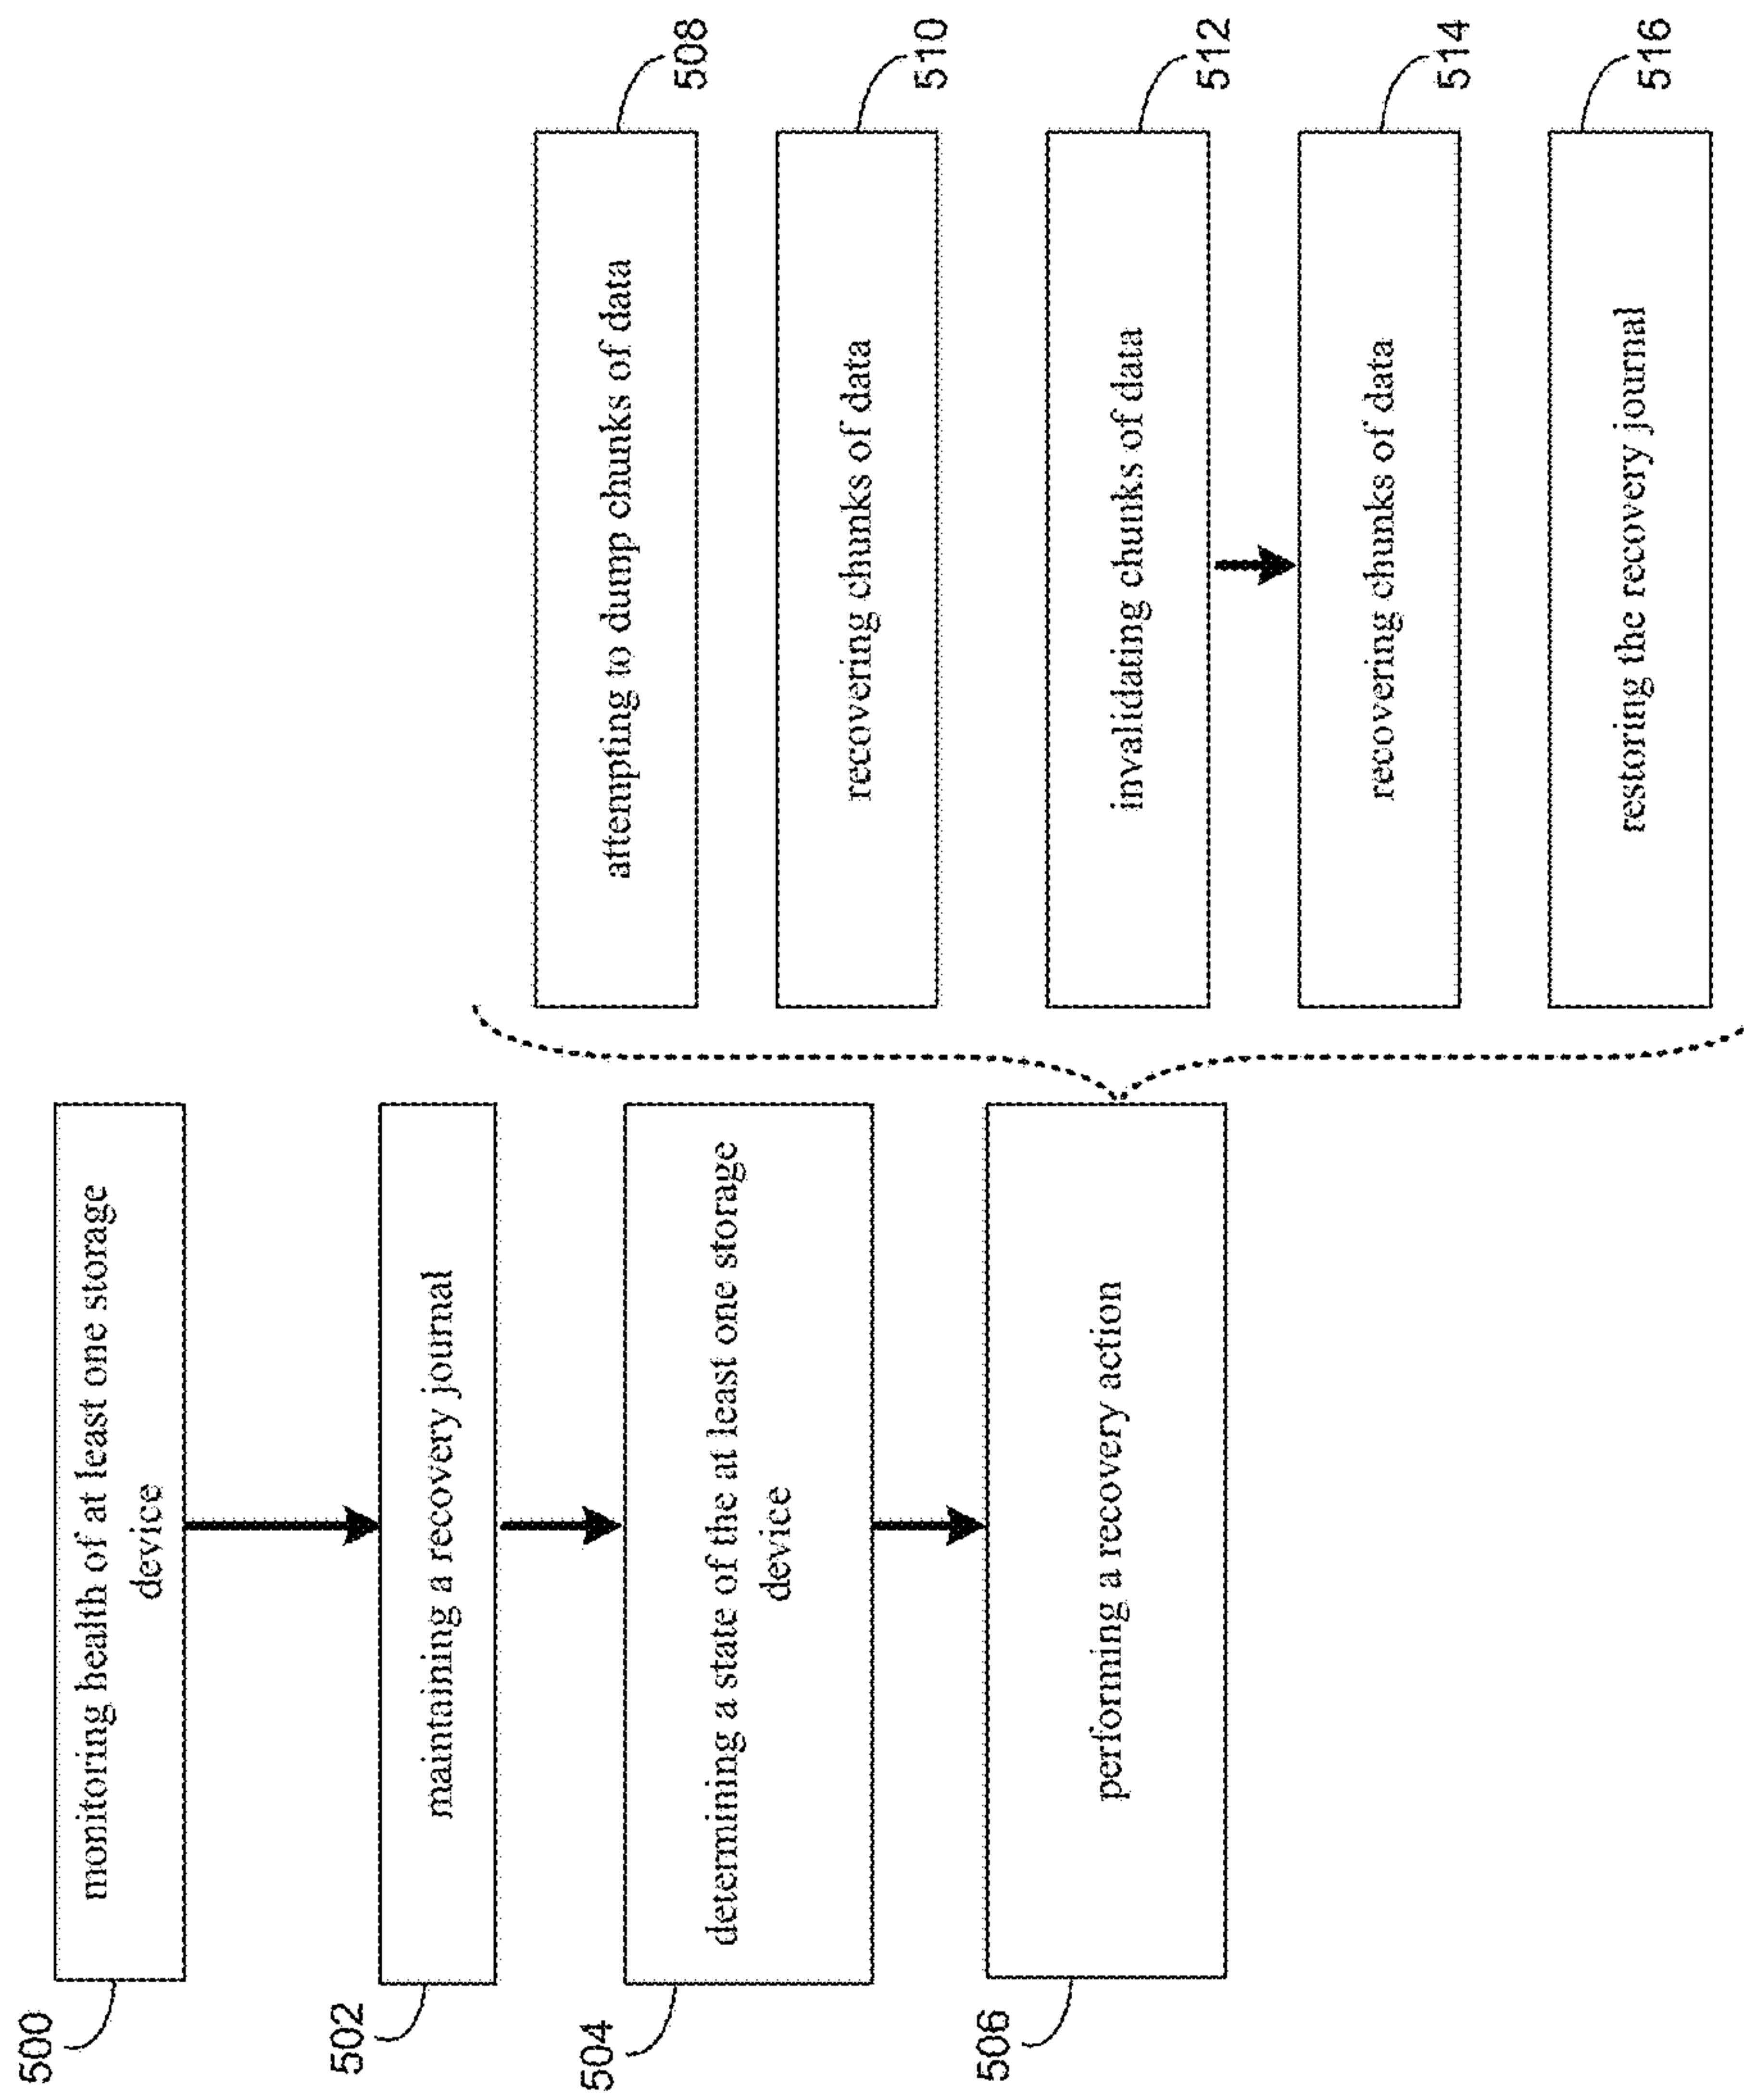 500
monitoring health of at least one storage
device
502
maintaining a recovery journal
504
determining a state of the at least one storage
device
506
performing a recovery action
attempting to dump chunks of data
508
recovering chunks of data
510
invalidating chunks of data
512
recovering chunks of data
514
restoring the recovery journal
516